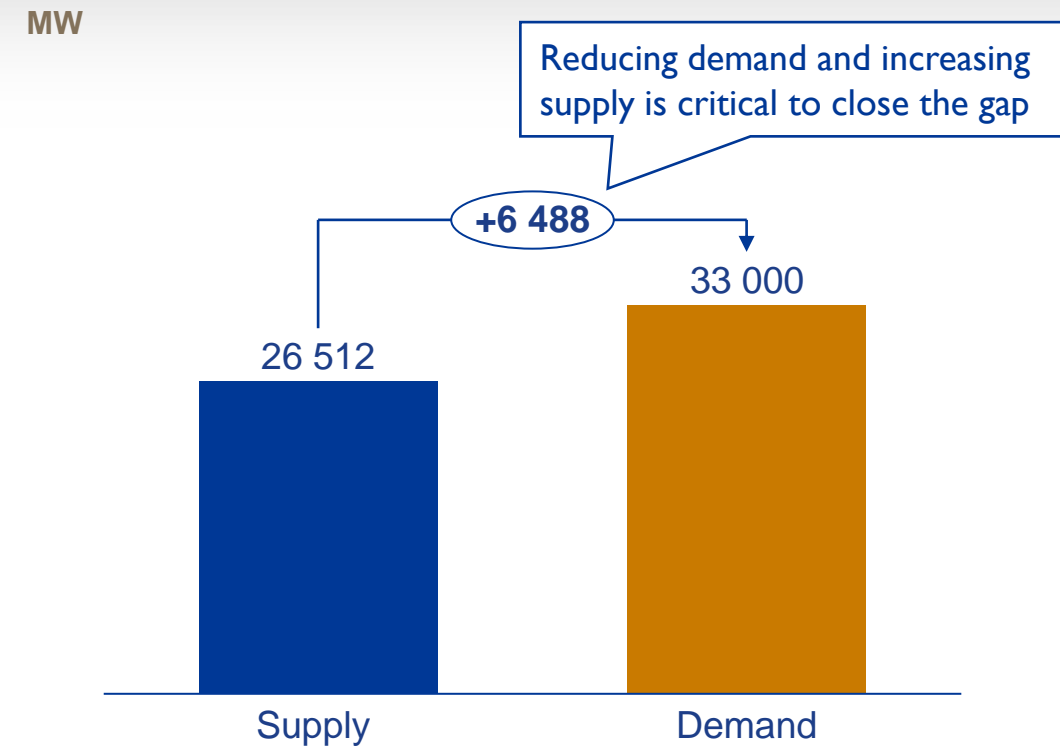 MW
Reducing demand and increasing
supply is critical to close the gap
+6 488
33 000
26 512
Supply
Demand